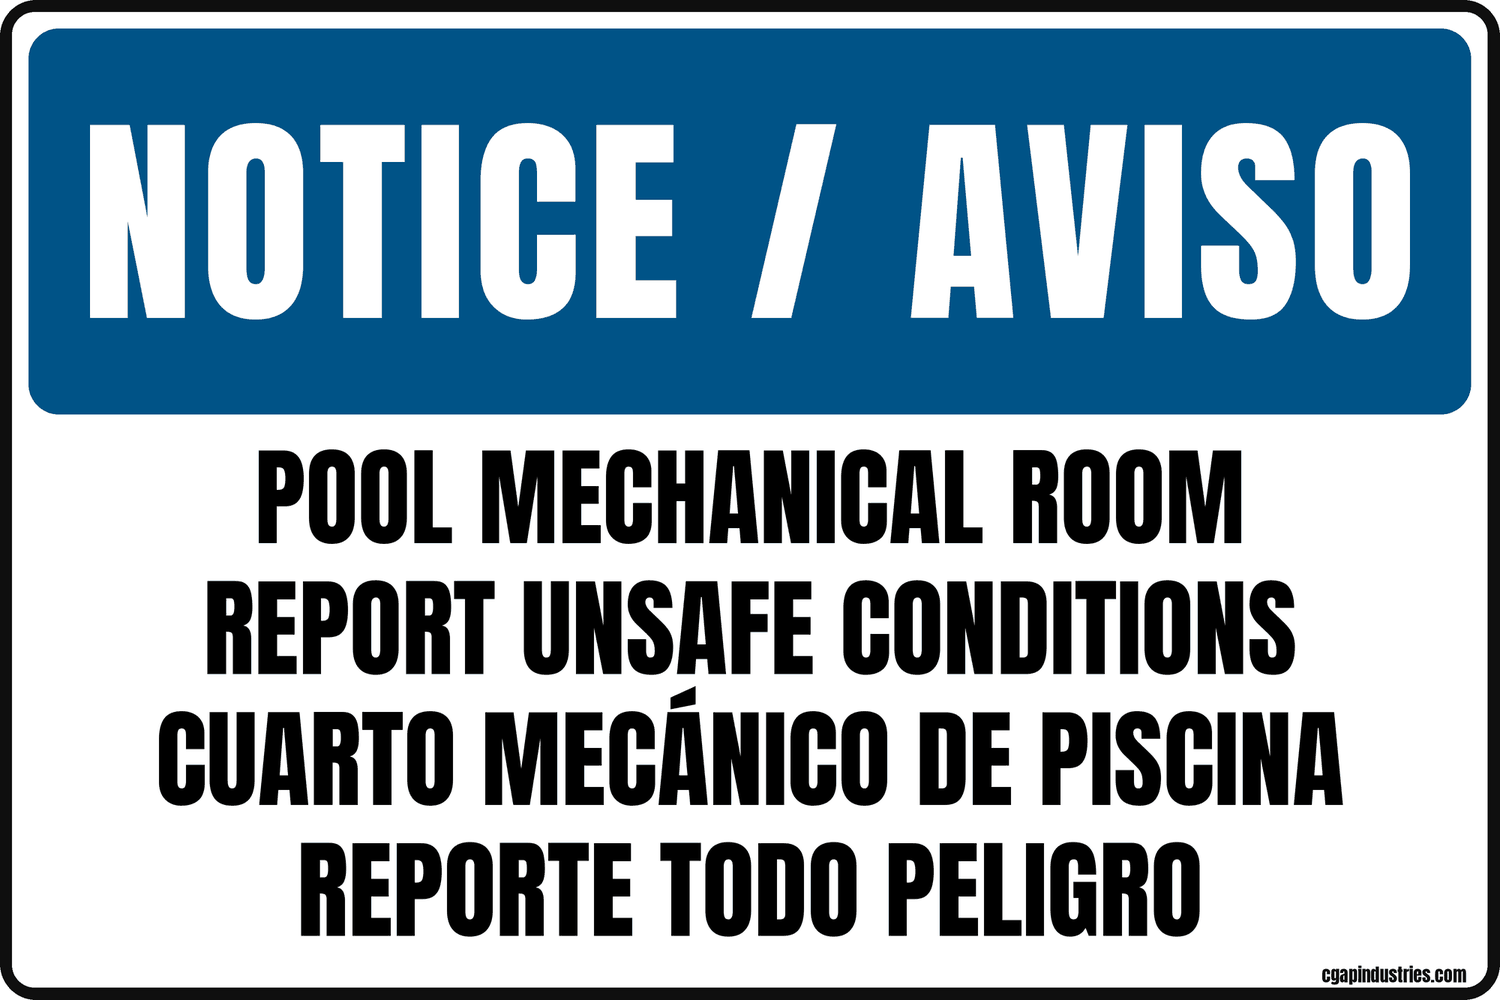 NOTICE / AVISO
POOL MECHANICAL ROOM
REPORT UNSAFE CONDITIONS
CUARTO MECÁNICO DE PISCINA
REPORTE TODO PELIGRO
cgapindustries.com